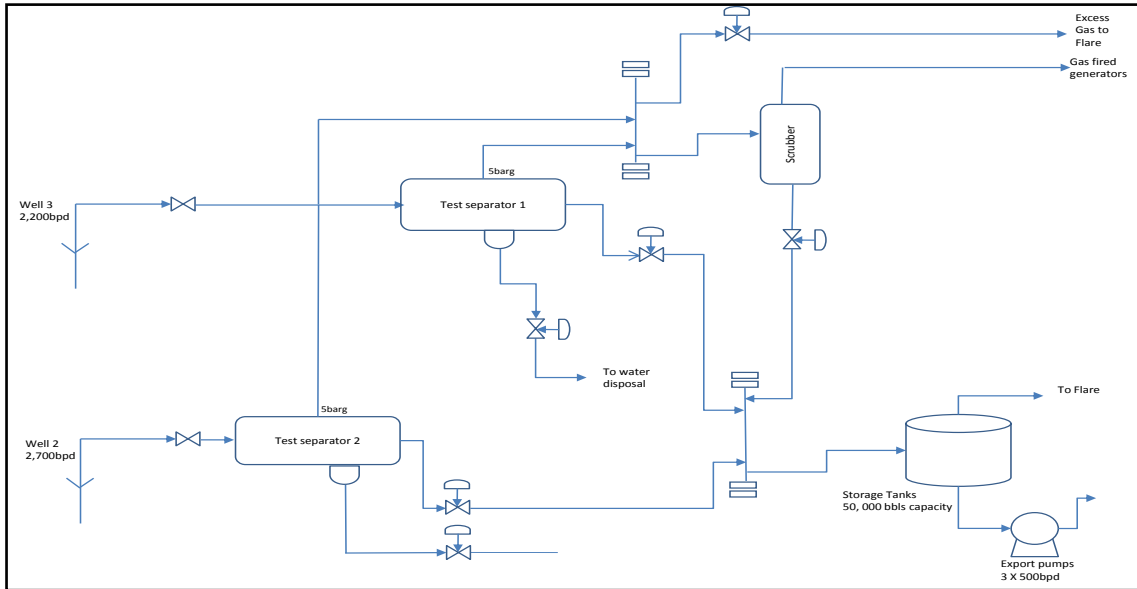 Excess
Gas to
Flare
Gas fired
generators
Scrubber
5barg
Well 3
2,200bpd
Test separator 1
To water
disposal
5barg
To Flare
Well 2
2,700bpd
Test separator 2
Storage Tanks
50, 000 bbls capacity
Export pumps
3 X 500bpd